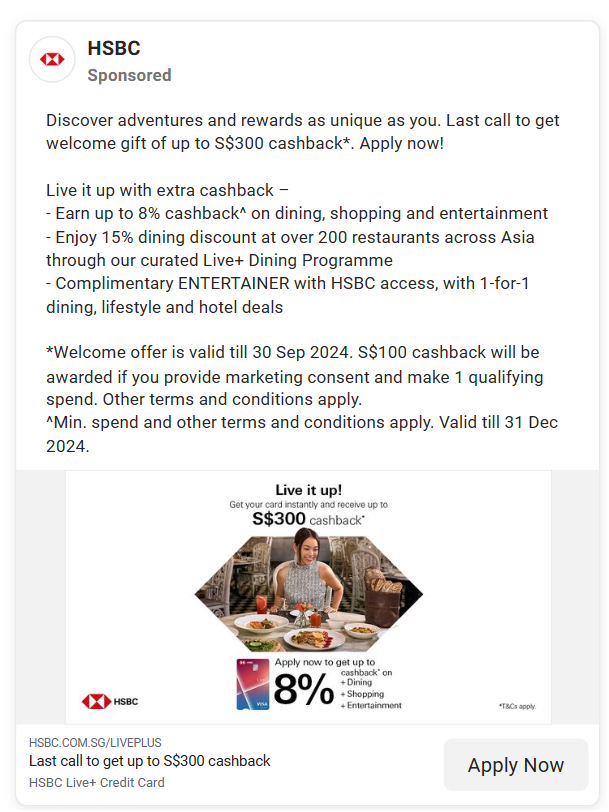 HSBC
Sponsored
Discover adventures and rewards as unique as you. Last call to get
welcome gift of up to S$300 cashback*. Apply now!
Live it up with extra cashback –
- Earn up to 8% cashback^ on dining, shopping and entertainment
- Enjoy 15% dining discount at over 200 restaurants across Asia
through our curated Live+ Dining Programme
- Complimentary ENTERTAINER with HSBC access, with 1-for-1
dining, lifestyle and hotel deals
*Welcome offer is valid till 30 Sep 2024. S$100 cashback will be
awarded if you provide marketing consent and make 1 qualifying
spend. Other terms and conditions apply.
^Min. spend and other terms and conditions apply. Valid till 31 Dec
2024.
Live it up!
Get your card instantly and receive up to
S$300 cashback*
Apply now to get up to
8% cashback* on
+ Dining
+ Shopping
+ Entertainment
VISA
HSBC
*T&Cs apply.
HSBC.COM.SG/LIVEPLUS
Last call to get up to S$300 cashback
HSBC Live+ Credit Card
Apply Now